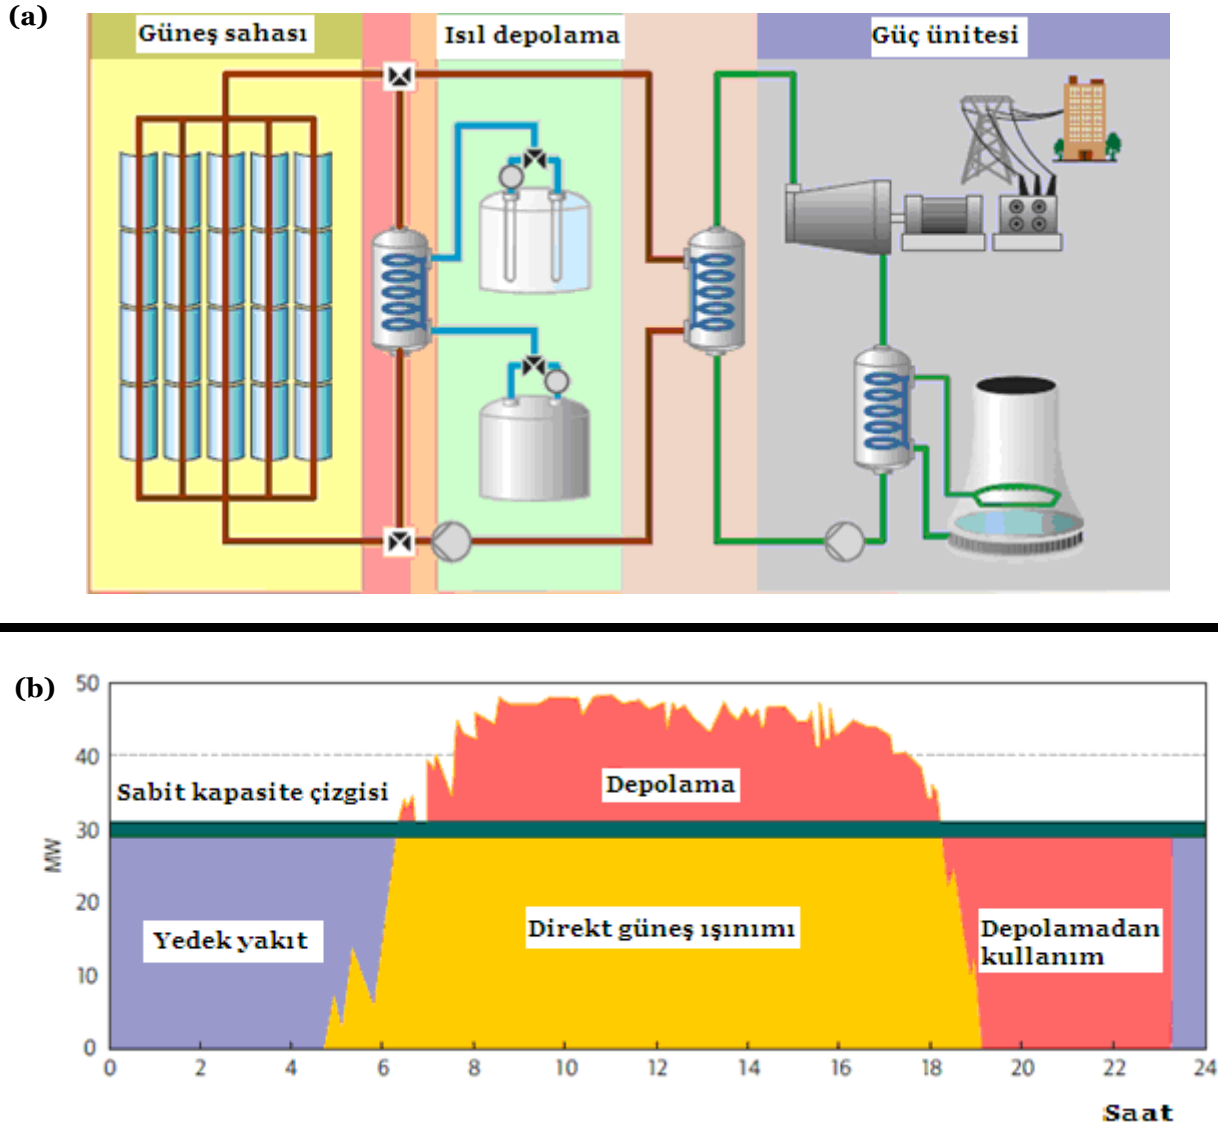 (a)
Güneş sahası
Isıl depolama
Güç ünitesi
(b)
50
40
30
20
10
0
MW
Sabit kapasite çizgisi
Depolama
Yedek yakıt
Direkt güneş ışınımı
Depolamadan
kullanım
0 2 4 6 8 10 12 14 16 18 20 22 24
Saat